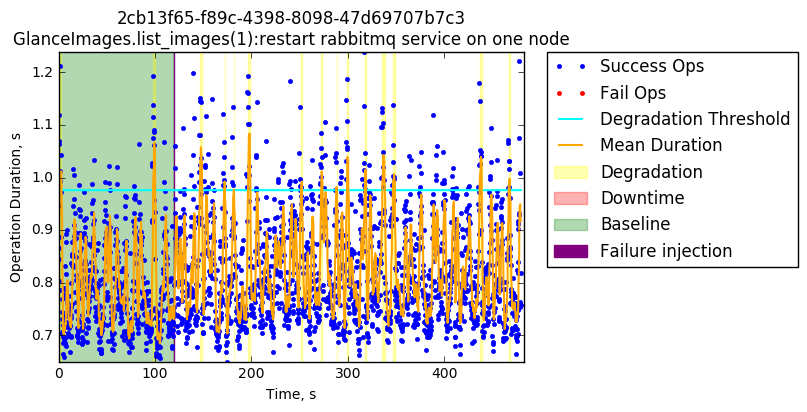 2cb13f65-f89c-4398-8098-47d69707b7c3
GlanceImages.list_images(1):restart rabbitmq service on one node
Operation Duration, s
1.2
1.1
1.0
0.9
0.8
0.7
0
100
200
300
400
Time, s
Success Ops
Fail Ops
Degradation Threshold
Mean Duration
Degradation
Downtime
Baseline
Failure injection